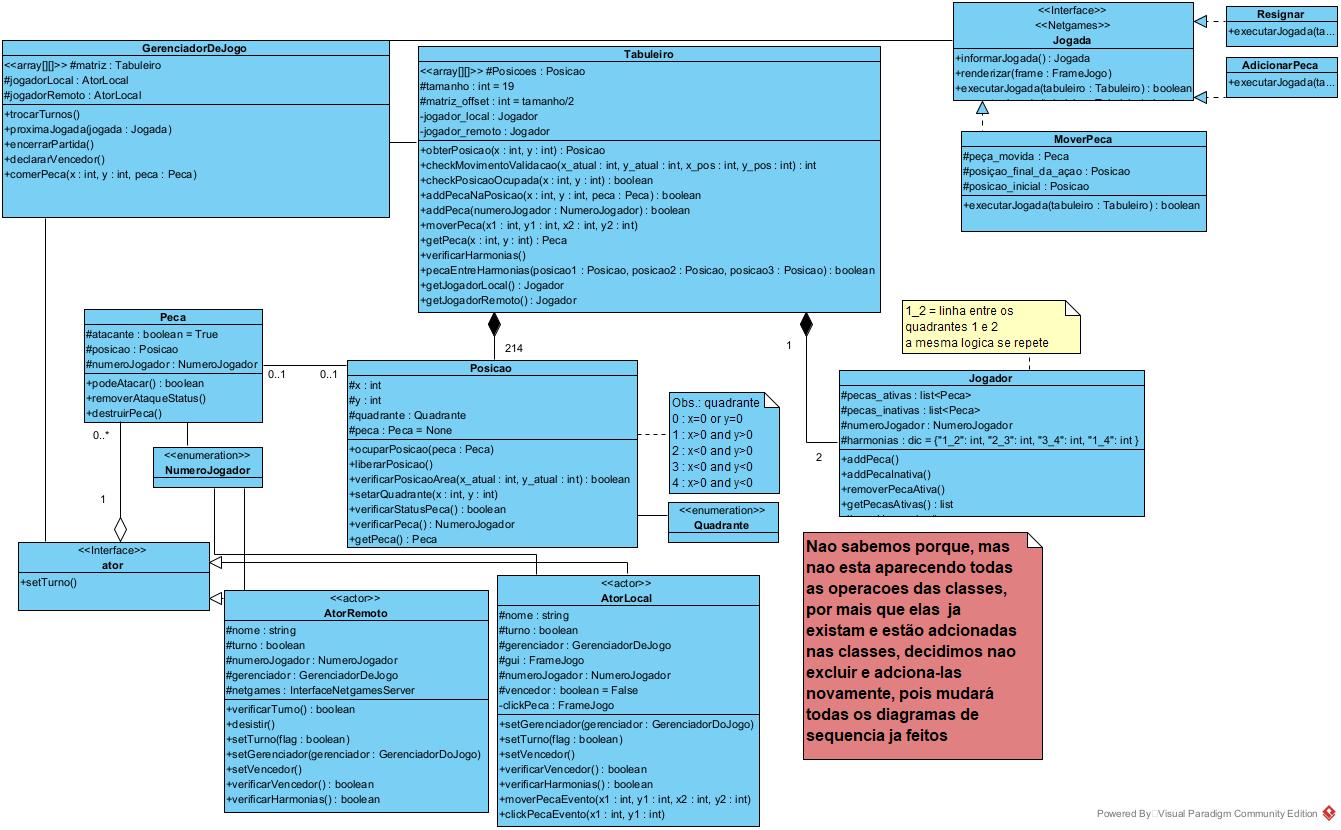 GerenciadorDeJogo
<<array[][]>> #matriz : Tabuleiro
#jogadorLocal : AtorLocal
#jogadorRemoto : AtorLocal
+trocarTurnos()
+proximaJogada(jogada : Jogada)
+encerrarPartida()
+declararVencedor()
+comerPeca(x : int, y : int, peca : Peca)
Tabuleiro
<<array[][]>> #Posicoes : Posicao
#tamanho : int = 19
#matriz_offset : int = tamanho/2
-jogador_local : Jogador
-jogador_remoto : Jogador
+obterPosicao(x : int, y : int) : Posicao
+checkMovimentoValidacao(x_atual : int, y_atual : int, x_pos : int, y_pos : int) : int
+checkPosicaoOcupada(x : int, y : int) : boolean
+addPecaNaPosicao(x : int, y : int, peca : Peca) : boolean
+addPeca(numeroJogador : NumeroJogador) : boolean
+moverPeca(x1 : int, y1 : int, x2 : int, y2 : int)
+getPeca(x : int, y : int) : Peca
+verificarHarmonias()
+pecaEntreHarmonias(posicao1 : Posicao, posicao2 : Posicao, posicao3 : Posicao) : boolean
+getJogadorLocal() : Jogador
+getJogadorRemoto() : Jogador
<<Interface>>
<<Netgames>>
Jogada
+informarJogada() : Jogada
+renderizar(frame : FrameJogo)
+executarJogada(tabuleiro : Tabuleiro) : boolean
Resignar
+executarJogada(ta...
AdicionarPeca
+executarJogada(ta...
MoverPeca
#peça_movida : Peca
#posiçao_final_da_açao : Posicao
#posicao_inicial : Posicao
+executarJogada(tabuleiro : Tabuleiro) : boolean
Peca
#atacante : boolean = True
#posicao : Posicao
#numeroJogador : NumeroJogador
+podeAtacar() : boolean
+removerAtaqueStatus()
+destruirPeca()
0..1
0..1
214
1
2
0..*
1
Posicao
#x : int
#y : int
#quadrante : Quadrante
#peca : Peca = None
+ocuparPosicao(peca : Peca)
+liberarPosicao()
+verificarPosicaoArea(x_atual : int, y_atual : int) : boolean
+setarQuadrante(x : int, y : int)
+verificarStatusPeca() : boolean
+verificarPeca() : NumeroJogador
+getPeca() : Peca
Obs.: quadrante
0 : x=0 or y=0
1 : x>0 and y>0
2 : x<0 and y>0
3 : x<0 and y<0
4 : x>0 and y<0
<<enumeration>>
Quadrante
1_2 = linha entre os
quadrantes 1 e 2
a mesma logica se repete
Jogador
#pecas_ativas : list<Peca>
#pecas_inativas : list<Peca>
#numeroJogador : NumeroJogador
#harmonias : dic = {"1_2": int, "2_3": int, "3_4": int, "1_4": int }
+addPeca()
+addPecaInativa()
+removerPecaAtiva()
+getPecasAtivas() : list
<<enumeration>>
NumeroJogador
<<Interface>>
ator
+setTurno()
<<actor>>
AtorRemoto
#nome : string
#turno : boolean
#numeroJogador : NumeroJogador
#gerenciador : GerenciadorDeJogo
#netgames : InterfaceNetgamesServer
+verificarTurno() : boolean
+desistir()
+setTurno(flag : boolean)
+setGerenciador(gerenciador : GerenciadorDoJogo)
+setVencedor()
+verificarVencedor() : boolean
+verificarHarmonias() : boolean
<<actor>>
AtorLocal
#nome : string
#turno : boolean
#gerenciador : GerenciadorDeJogo
#gui : FrameJogo
#numeroJogador : NumeroJogador
#vencedor : boolean = False
-clickPeca : FrameJogo
+setGerenciador(gerenciador : GerenciadorDoJogo)
+setTurno(flag : boolean)
+setVencedor()
+verificarVencedor() : boolean
+verificarHarmonias() : boolean
+moverPecaEvento(x1 : int, y1 : int, x2 : int, y2 : int)
+clickPecaEvento(x1 : int, y1 : int)
Nao sabemos porque, mas
nao esta aparecendo todas
as operacoes das classes,
por mais que elas ja
existam e estão adcionadas
nas classes, decidimos nao
excluir e adciona-las
novamente, pois mudará
todas os diagramas de
sequencia ja feitos
Powered By Visual Paradigm Community Edition